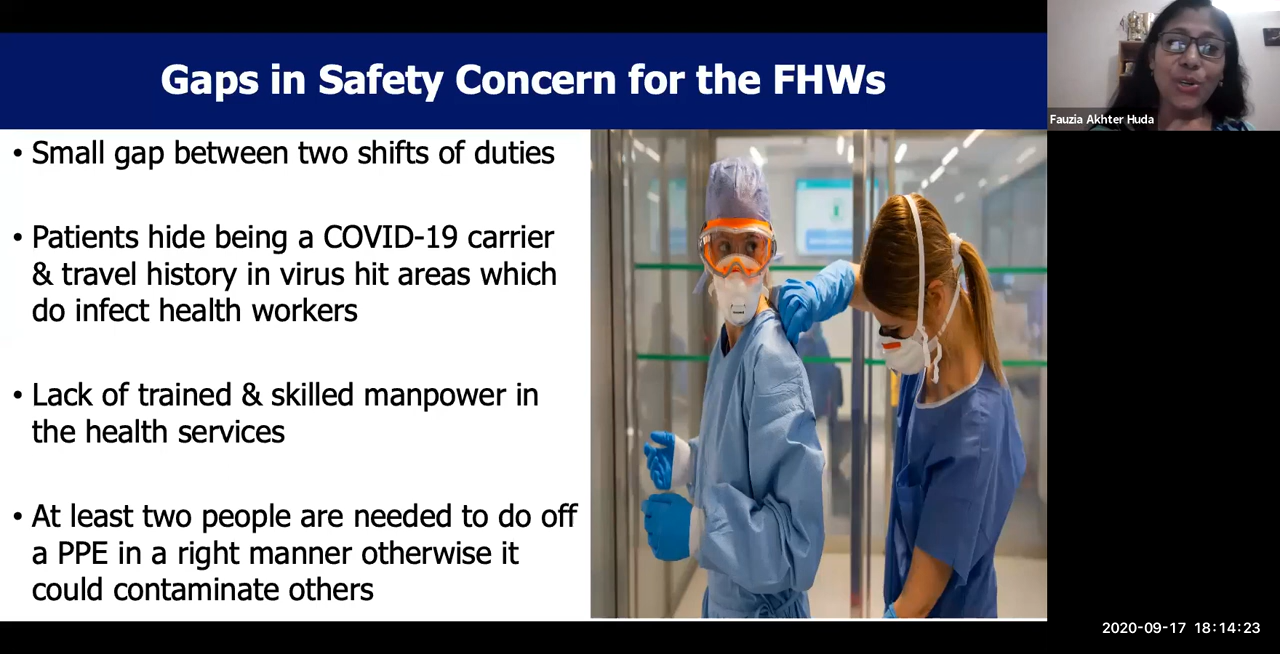 Gaps in Safety Concern for the FHWs
• Small gap between two shifts of duties
• Patients hide being a COVID-19 carrier
& travel history in virus hit areas which
do infect health workers
• Lack of trained & skilled manpower in
the health services
• At least two people are needed to do off
a PPE in a right manner otherwise it
could contaminate others
Fauzia Akhter Huda
2020-09-17 18:14:23